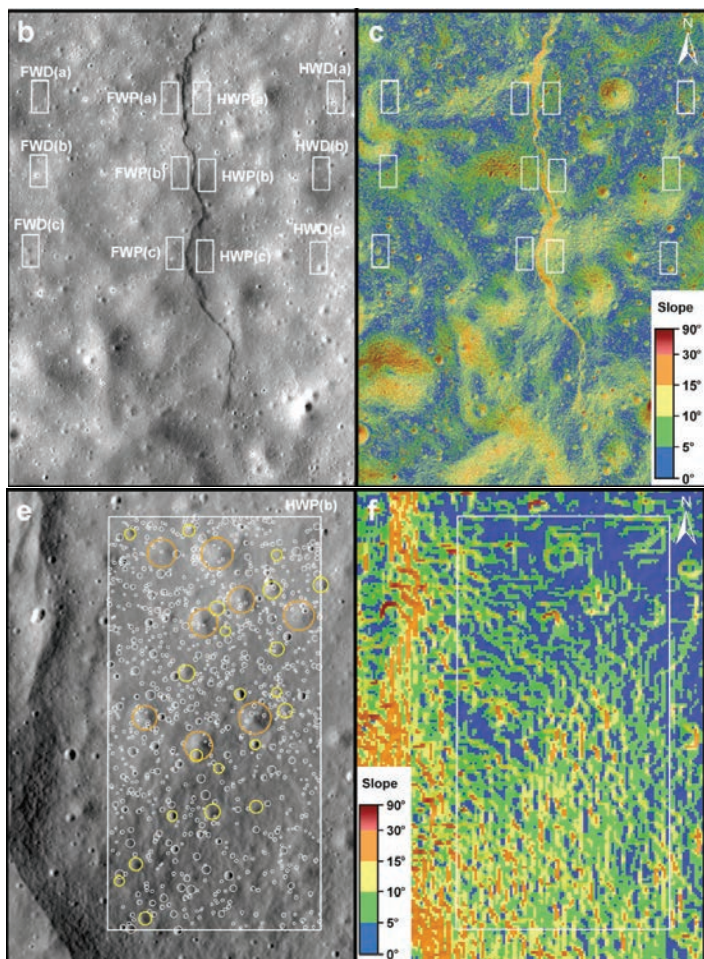 b
FWD(a)
FWP(a)
HWP(a)
HWD(a)
FWD(b)
FWP(b)
HWP(b)
HWD(b)
FWD(c)
FWP(c)
HWP(c)
HWD(c)
c
N
Slope
90°
30°
15°
10°
5°
0°
e
HWP(b)
f
N
Slope
90°
30°
15°
10°
5°
0°